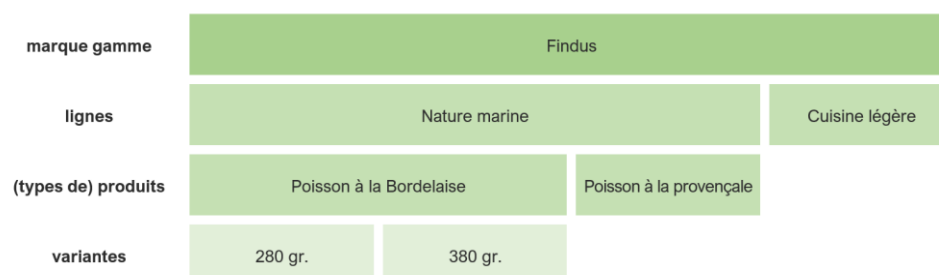 marque gamme
Findus
lignes
Nature marine
Cuisine légère
(types de) produits
Poisson à la Bordelaise
Poisson à la provençale
variantes
280 gr.
380 gr.